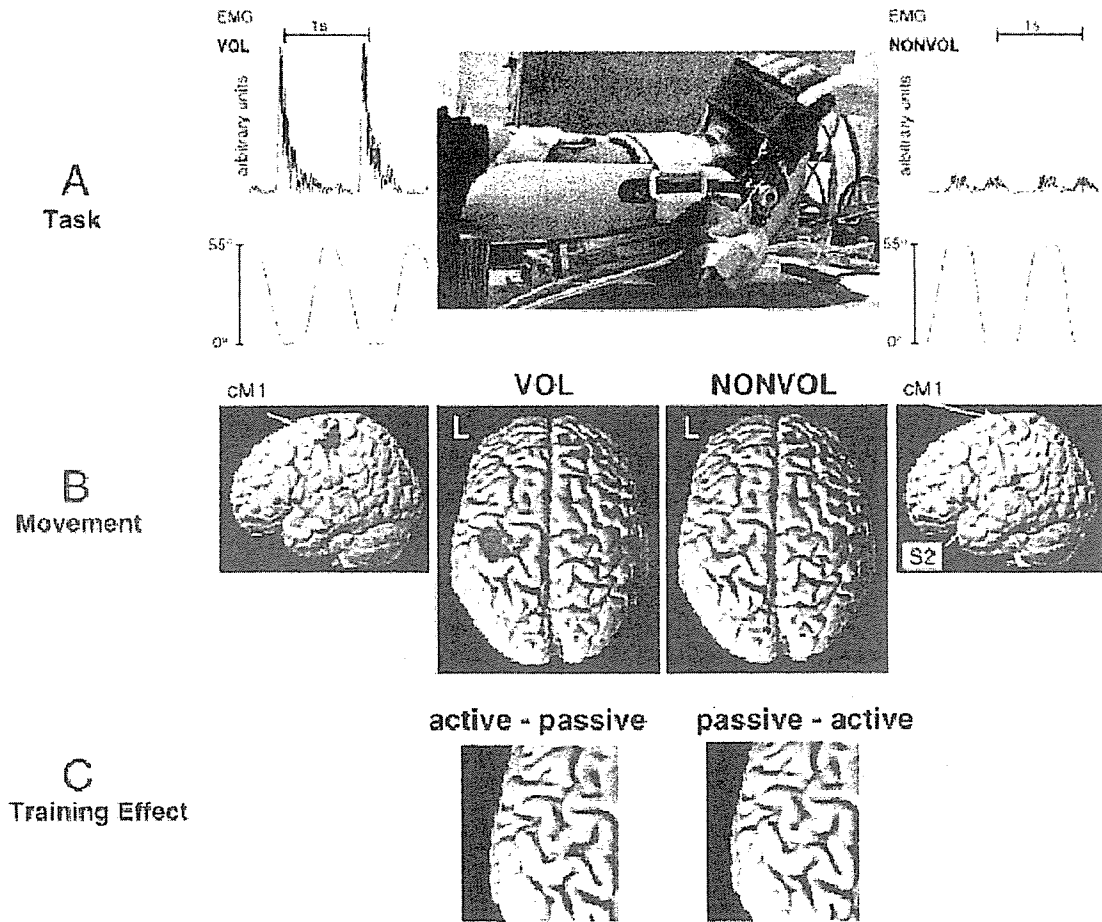 EMG
1s
VOL
arbitrary units
55°
0°
EMG
1s
NONVOL
arbitrary units
55°
0°
A
Task
cM1
VOL
NONVOL
cM1
L
L
B
Movement
S2
active - passive
passive - active
C
Training Effect